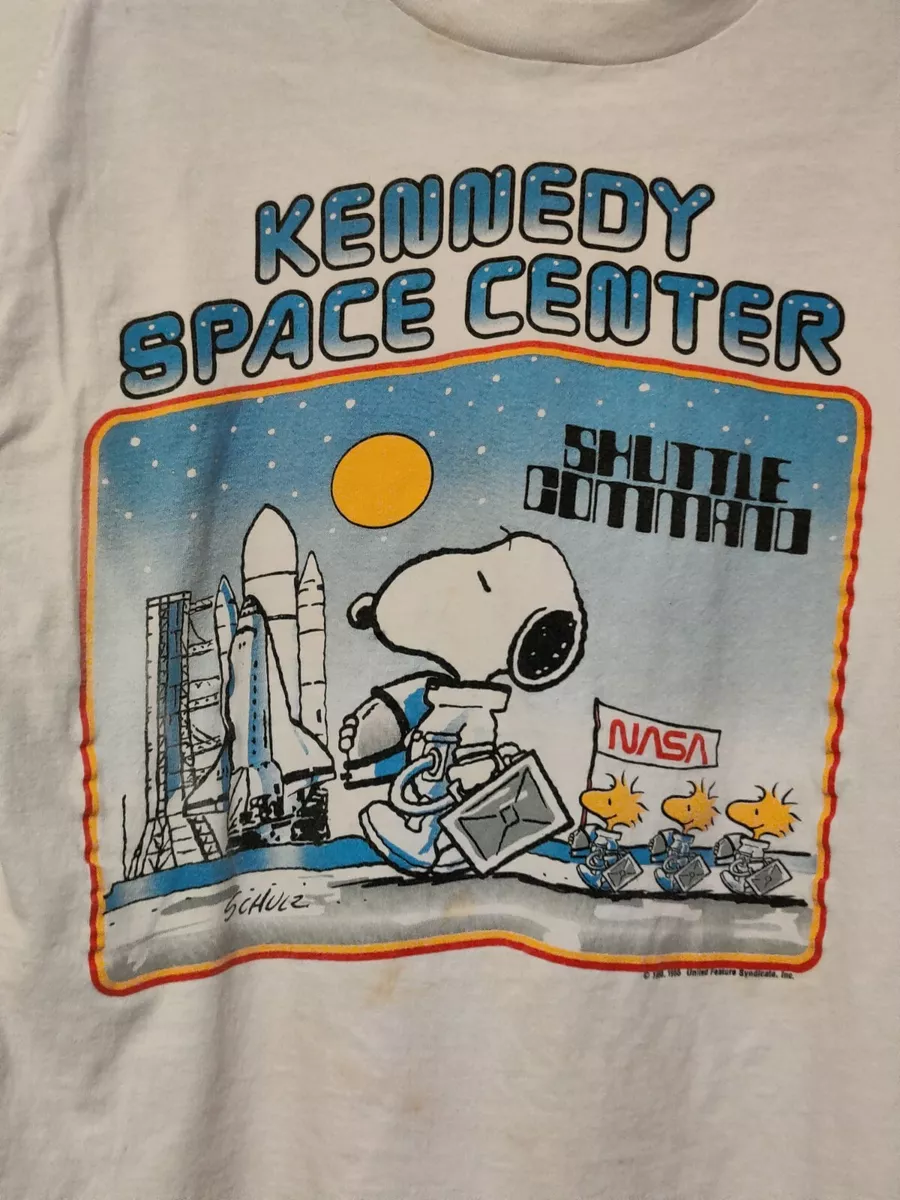 KENNEDY
SPACE CENTER
SHUTTLE
COMMAND
NASA
SCHULZ
© United Feature Syndicate, Inc.